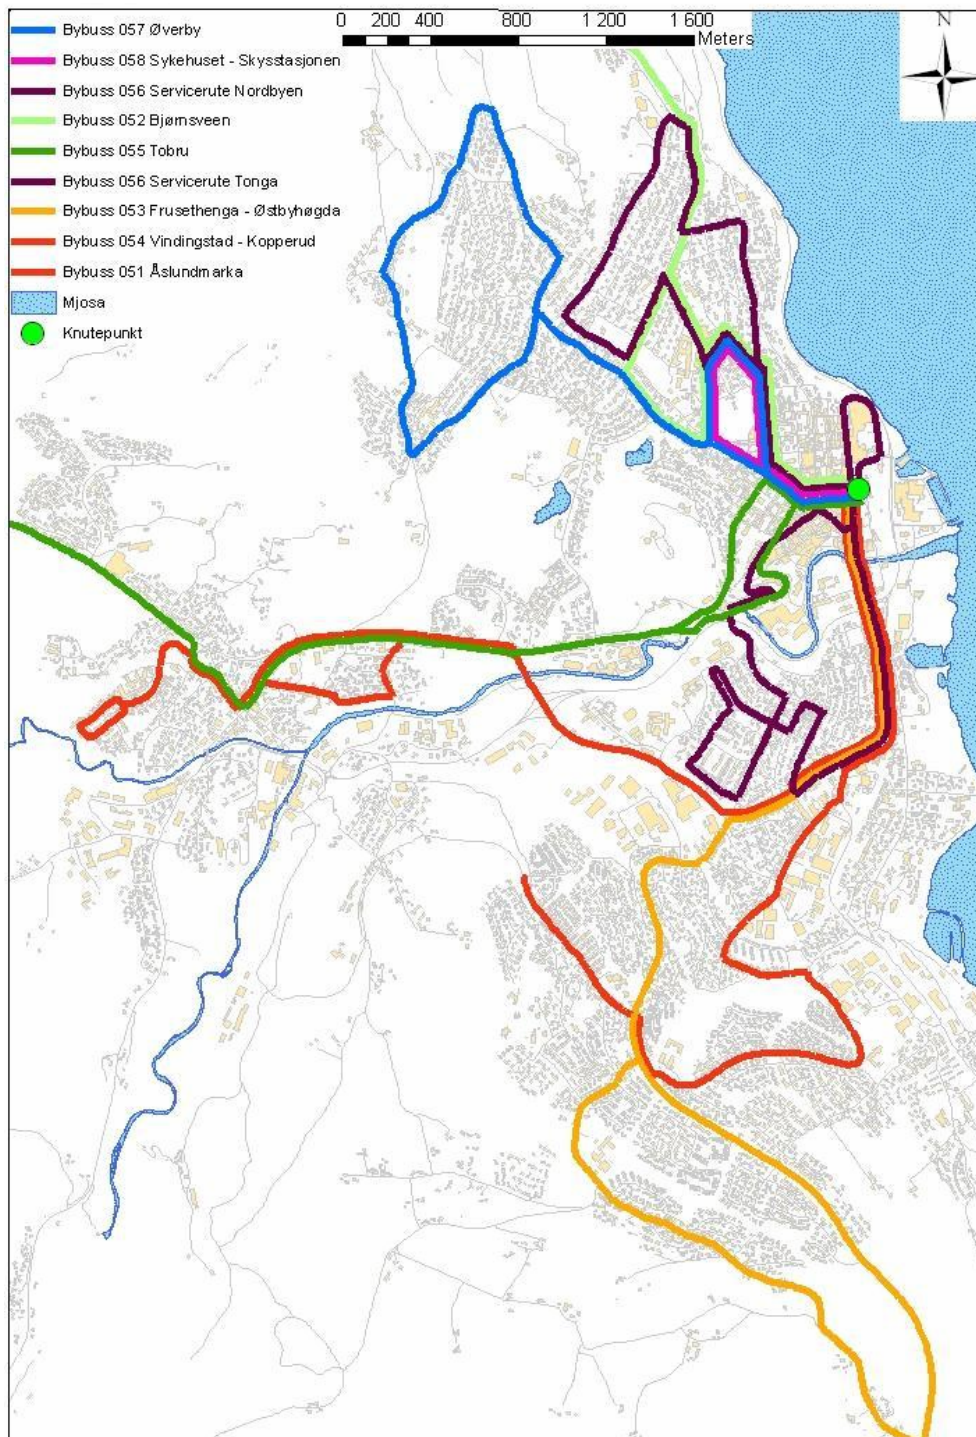 0 200 400 800 1 200 1 600
Meters
N
Bybuss 057 Øverby
Bybuss 058 Sykehuset - Skysstasjonen
Bybuss 056 Servicerute Nordbyen
Bybuss 052 Bjørnsveen
Bybuss 055 Tobru
Bybuss 056 Servicerute Tonga
Bybuss 053 Frusethenga - Østbyhøgda
Bybuss 054 Vindingstad - Kopperud
Bybuss 051 Åslundmarka
Mjosa
Knutepunkt